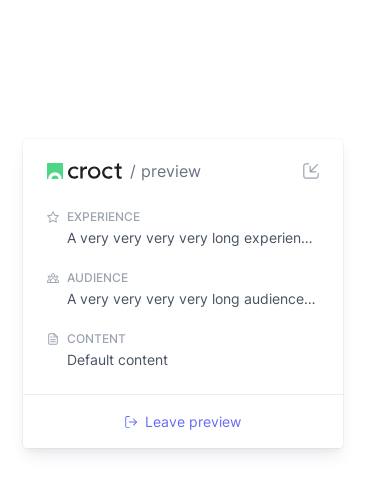 croct / preview
EXPERIENCE
A very very very very long experien...
AUDIENCE
A very very very very long audience...
CONTENT
Default content
Leave preview